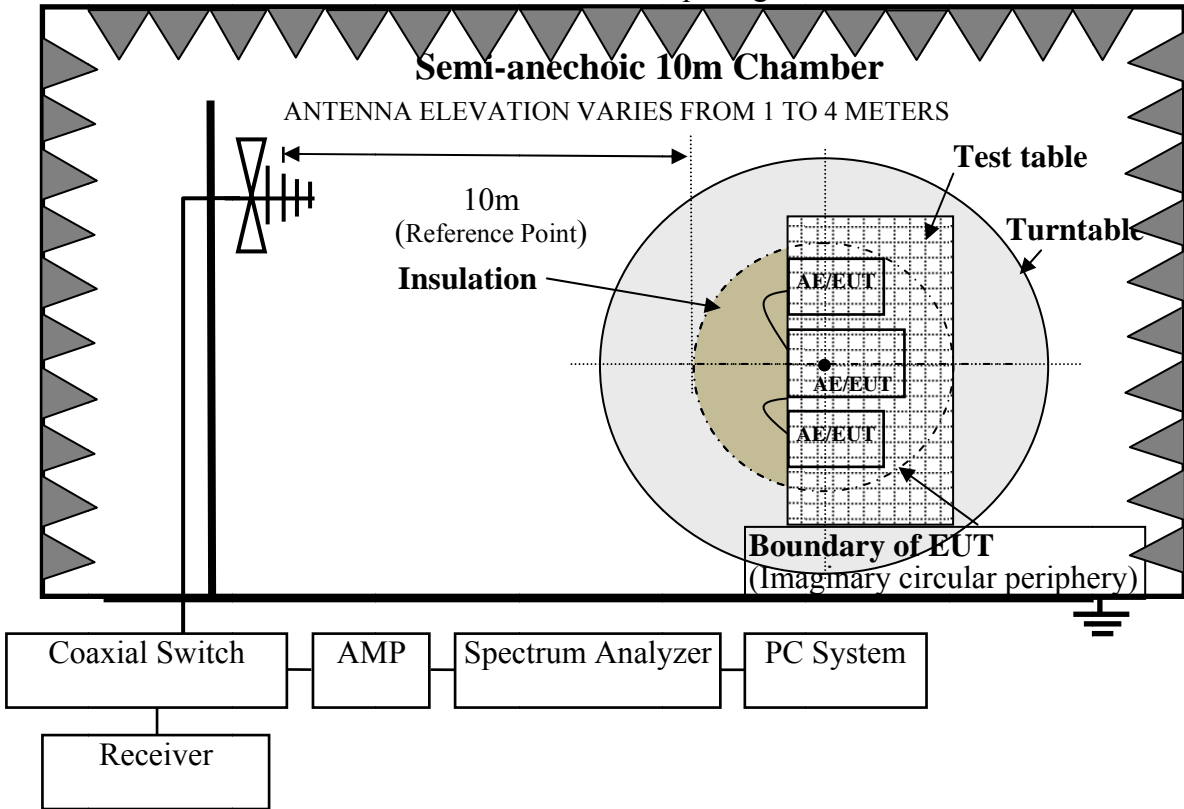 Semi-anechoic 10m Chamber
ANTENNA ELEVATION VARIES FROM 1 TO 4 METERS
Test table
10m
(Reference Point)
Turntable
Insulation
AE/EUT
AE/EUT
AE/EUT
Boundary of EUT
(Imaginary circular periphery)
Coaxial Switch
AMP
Spectrum Analyzer
PC System
Receiver